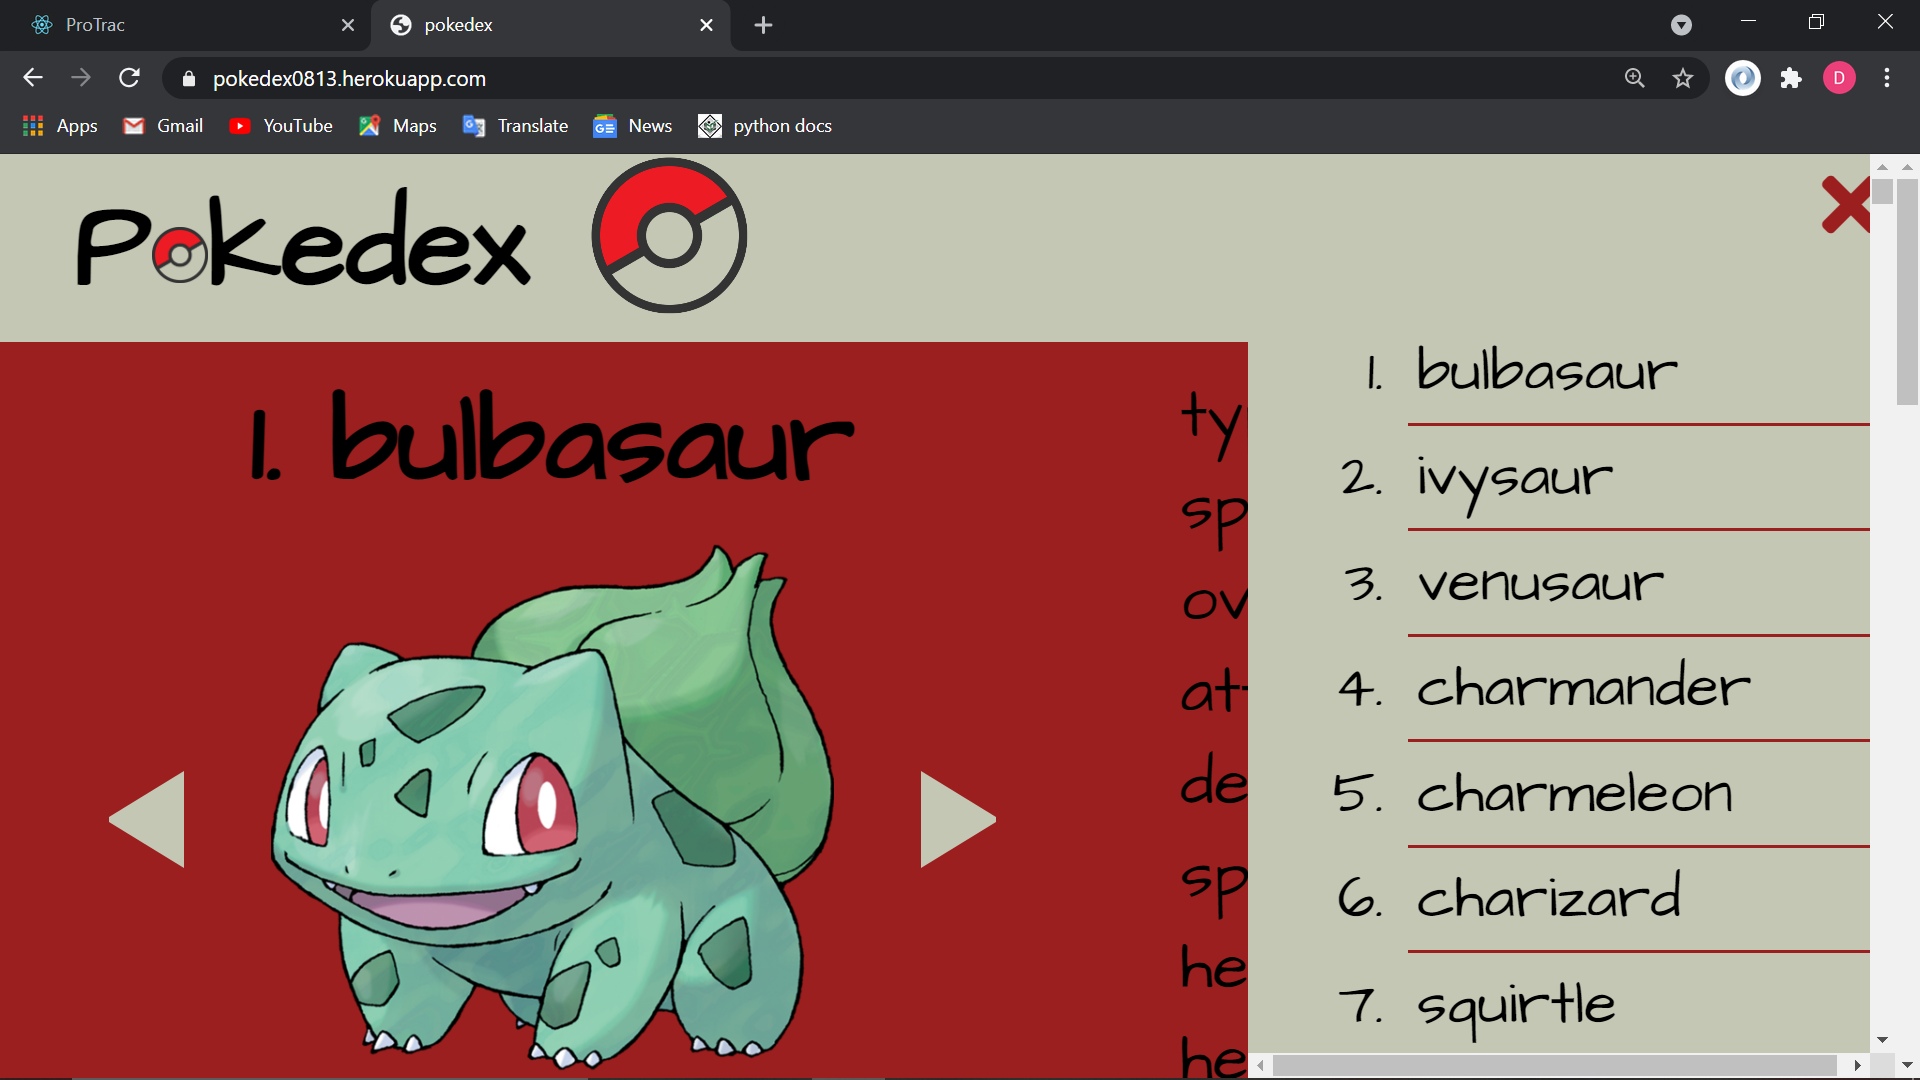 ProTrac
pokedex
pokedex0813.herokuapp.com
D
Apps
Gmail
YouTube
Maps
Translate
News
python docs
Pokedex
1. bulbasaur
ty
sp
ov
att
de
sp
he
he
1. bulbasaur
2. ivysaur
3. venusaur
4. charmander
5. charmeleon
6. charizard
7. squirtle